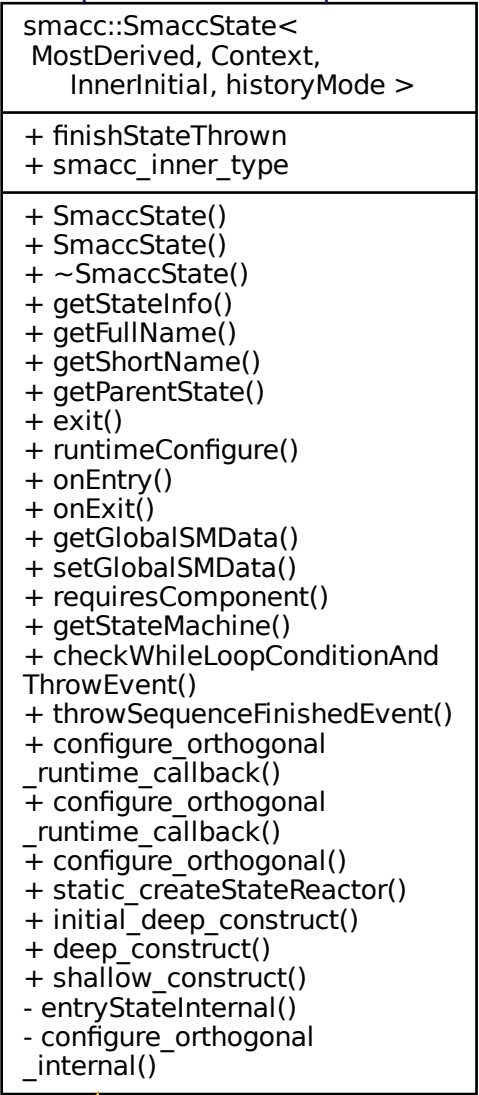 smacc::SmaccState<
MostDerived, Context,
InnerInitial, historyMode >
+ finishStateThrown
+ smacc_inner_type
+ SmaccState()
+ SmaccState()
+ ~SmaccState()
+ getStateInfo()
+ getFullName()
+ getShortName()
+ getParentState()
+ exit()
+ runtimeConfigure()
+ onEntry()
+ onExit()
+ getGlobalSMData()
+ setGlobalSMData()
+ requiresComponent()
+ getStateMachine()
+ checkWhileLoopConditionAnd
ThrowEvent()
+ throwSequenceFinishedEvent()
+ configure_orthogonal
_runtime_callback()
+ configure_orthogonal
_runtime_callback()
+ configure_orthogonal()
+ static_createStateReactor()
+ initial_deep_construct()
+ deep_construct()
+ shallow_construct()
- entryStateInternal()
- configure_orthogonal
_internal()